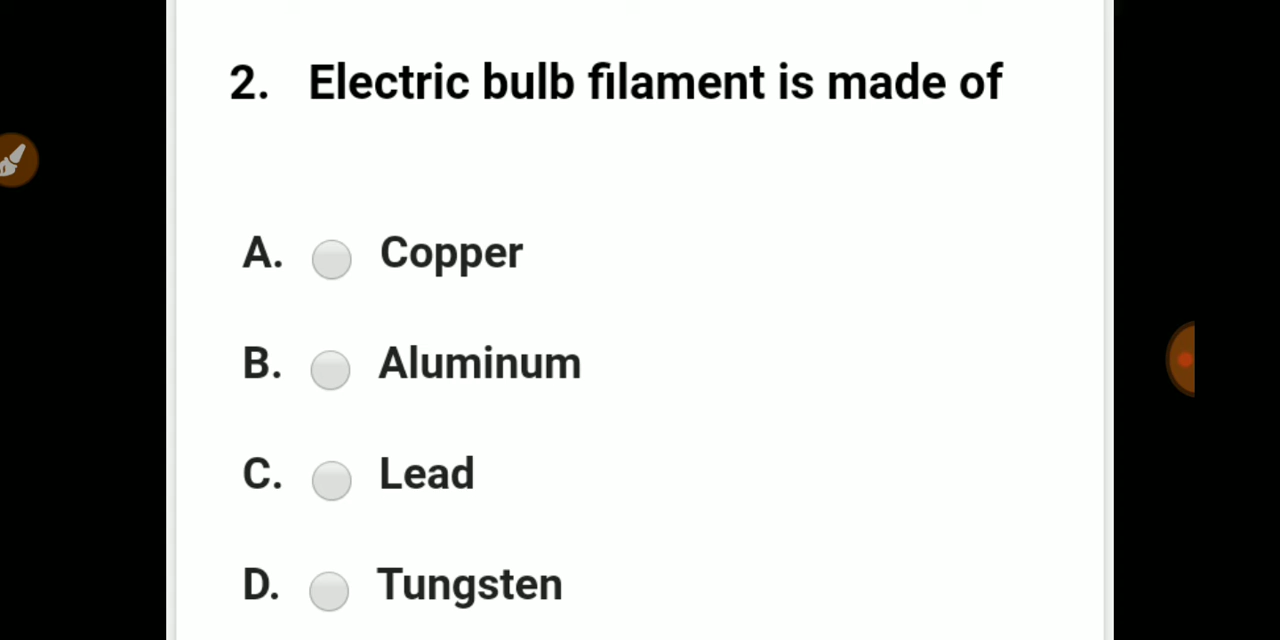 2. Electric bulb filament is made of
A. Copper
B. Aluminum
C. Lead
D. Tungsten